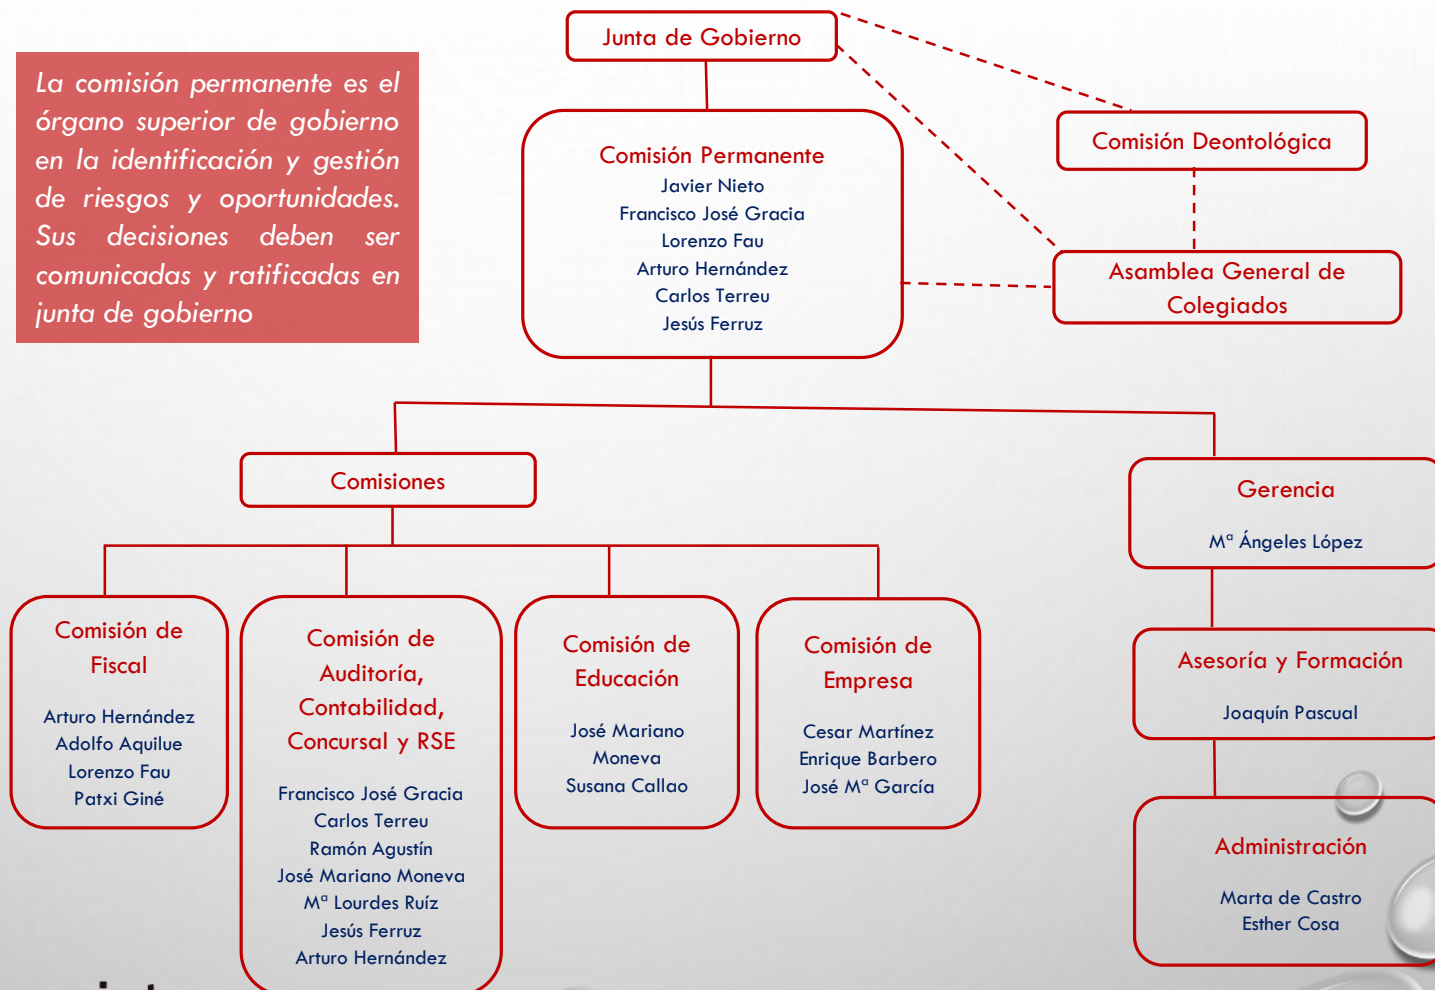 Junta de Gobierno
La comisión permanente es el
órgano superior de gobierno
en la identificación y gestión
de riesgos y oportunidades.
Sus decisiones deben ser
comunicadas y ratificadas en
junta de gobierno
Comisión Permanente
Javier Nieto
Francisco José Gracia
Lorenzo Fau
Arturo Hernández
Carlos Terreu
Jesús Ferruz
Comisión Deontológica
Asamblea General de
Colegiados
Comisiones
Gerencia
Mª Ángeles López
Comisión de
Fiscal
Arturo Hernández
Adolfo Aquilue
Lorenzo Fau
Patxi Giné
Comisión de
Auditoría,
Contabilidad,
Concursal y RSE
Francisco José Gracia
Carlos Terreu
Ramón Agustín
José Mariano Moneva
Mª Lourdes Ruíz
Jesús Ferruz
Arturo Hernández
Comisión de
Educación
José Mariano
Moneva
Susana Callao
Comisión de
Empresa
Cesar Martínez
Enrique Barbero
José Mª García
Asesoría y Formación
Joaquín Pascual
Administración
Marta de Castro
Esther Cosa